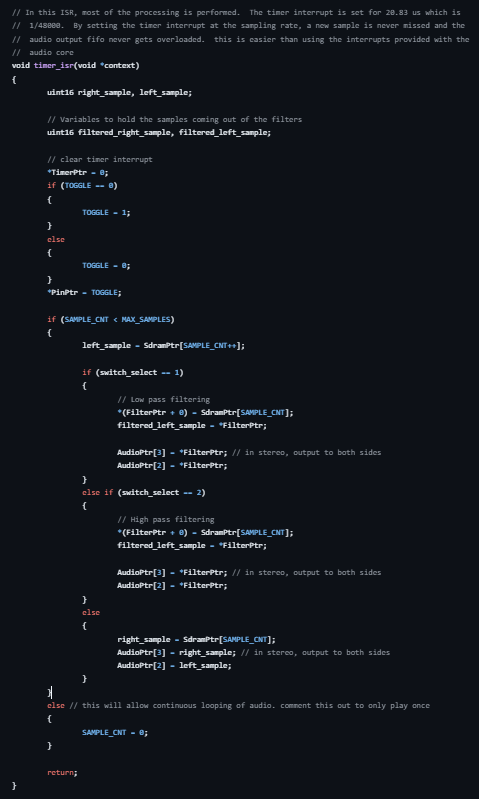 // In this ISR, most of the processing is performed.  The timer interrupt is set for 20.83 us which is
//  1/48000.  By setting the timer interrupt at the sampling rate, a new sample is never missed and the
//  audio output fifo never gets overloaded.  this is easier than using the interrupts provided with the
//  audio core
void timer_isr(void *context)
{
        uint16 right_sample, left_sample;

        // Variables to hold the samples coming out of the filters
        uint16 filtered_right_sample, filtered_left_sample;

        // clear timer interrupt
        *TimerPtr = 0;
        if (TOGGLE == 0)
        {
                TOGGLE = 1;
        }
        else
        {
                TOGGLE = 0;
        }
        *PinPtr = TOGGLE;

        if (SAMPLE_CNT < MAX_SAMPLES)
        {
                left_sample = SdramPtr[SAMPLE_CNT++];

                if (switch_select == 1)
                {
                        // Low pass filtering
                        *(FilterPtr + 0) = SdramPtr[SAMPLE_CNT];
                        filtered_left_sample = *FilterPtr;

                        AudioPtr[3] = *FilterPtr; // in stereo, output to both sides
                        AudioPtr[2] = *FilterPtr;
                }
                else if (switch_select == 2)
                {
                        // High pass filtering
                        *(FilterPtr + 0) = SdramPtr[SAMPLE_CNT];
                        filtered_left_sample = *FilterPtr;

                        AudioPtr[3] = *FilterPtr; // in stereo, output to both sides
                        AudioPtr[2] = *FilterPtr;
                }
                else
                {
                        right_sample = SdramPtr[SAMPLE_CNT];
                        AudioPtr[3] = right_sample; // in stereo, output to both sides
                        AudioPtr[2] = left_sample;
                }
        }
        else // this will allow continuous looping of audio. comment this out to only play once
        {
                SAMPLE_CNT = 0;
        }

        return;
}